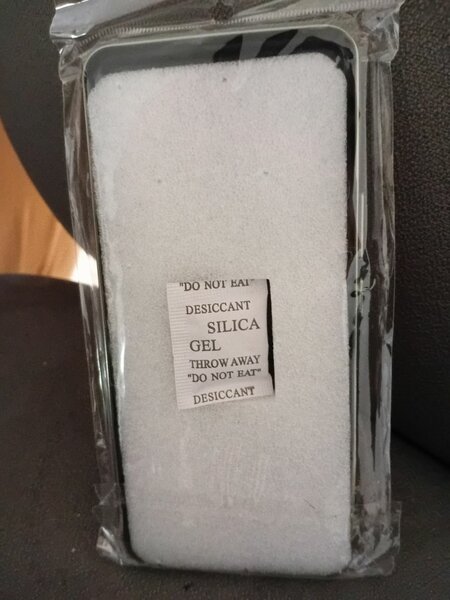 "DO NOT EAT"
DESICCANT
SILICA
GEL
THROW AWAY
"DO NOT EAT"
DESICCANT